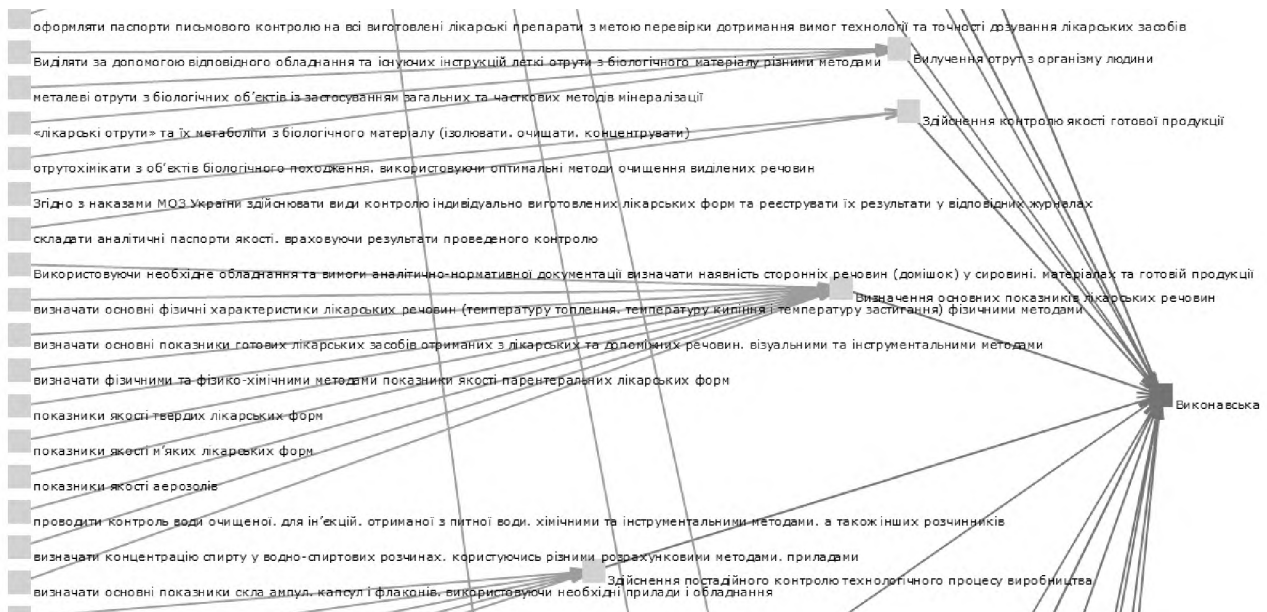 оформляти паспорти письмового контролю на всі виготовлені лікарські препарати з метою перевірки дотримання вимог технології та точності дозування лікарських засобів
Виділяти за допомогою відповідного обладнання та існуючих інструкцій леткі отрути з біологічного матеріалу різними методами
Вилучення отрут з організму людини
металеві отрути з біологічних об'єктів із застосуванням загальних та часткових методів мінералізації
Здійснення контролю якості готової продукції
«лікарські отрути» та їх метаболіти з біологічного матеріалу (ізолювати. очищати. концентрувати)
отрутохімікати з об'єктів біологічного походження. використовуючи оптимальні методи очищення виділених речовин
Згідно з наказами МОЗ України здійснювати види контролю індивідуально виготовлених лікарських форм та реєструвати їх результати у відповідних журналах
складати аналітичні паспорти якості. враховуючи результати проведеного контролю
Використовуючи необхідне обладнання та вимоги аналітично-нормативної документації визначати наявність сторонніх речовин (домішок) у сировині. матеріалах та готовій продукції
Визначення основних показників лікарських речовин
визначати основні фізичні характеристики лікарських речовин (температуру топлення. температуру кипіння і температуру застигання) фізичними методами
визначати основні показники готових лікарських засобів отриманих з лікарських та допоміжних речовин. візуальними та інструментальними методами
визначати фізичними та фізико-хімічними методами показники якості парентеральних лікарських форм
Виконавська
показники якості твердих лікарських форм
показники якості м'яких лікарських форм
показники якості аерозолів
проводити контроль води очищеної. для ін'єкцій. отриманої з питної води. хімічними та інструментальними методами. а також інших розчинників
визначати концентрацію спирту у водно-спиртових розчинах. користуючись різними розрахунковими методами. приладами
Здійснення постадійного контролю технологічного процесу виробництва
визначати основні показники скла ампул. капсул і флаконів. використовуючи необхідні прилади і обладнання